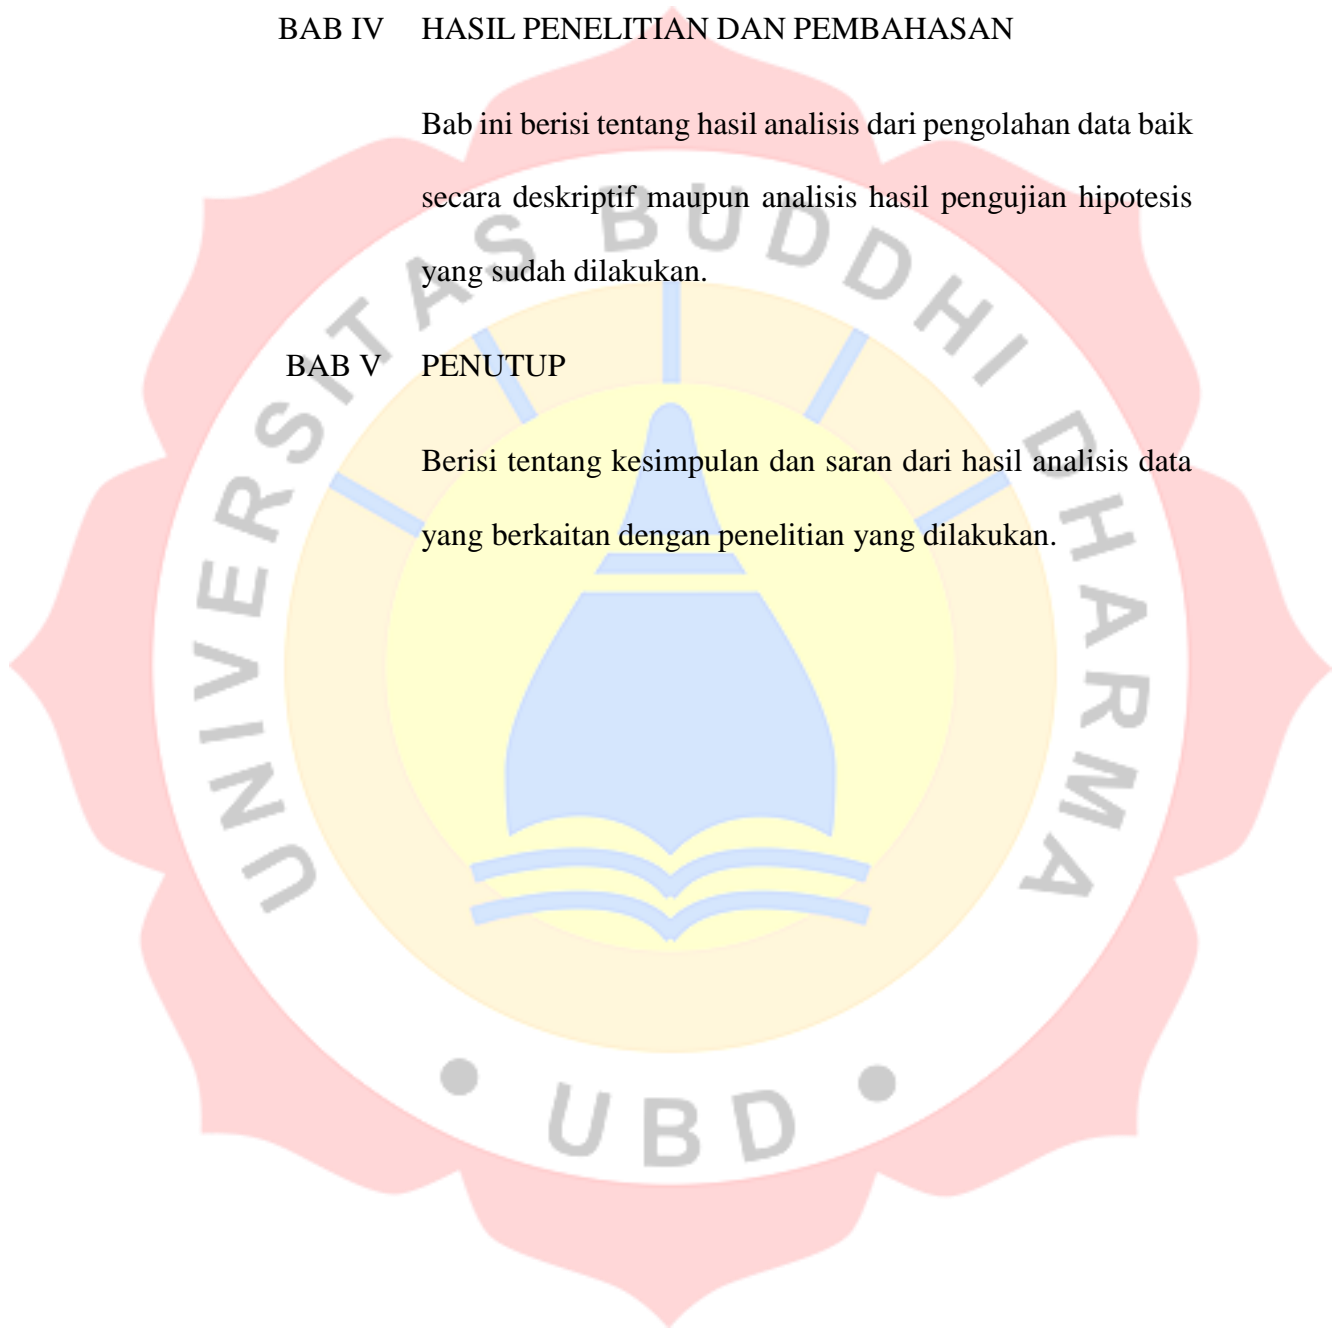 BAB IV HASIL PENELITIAN DAN PEMBAHASAN
Bab ini berisi tentang hasil analisis dari pengolahan data baik
secara deskriptif maupun analisis hasil pengujian hipotesis
yang sudah dilakukan.
BAB V PENUTUP
Berisi tentang kesimpulan dan saran dari hasil analisis data
yang berkaitan dengan penelitian yang dilakukan.
UNIVERSITAS BUDDHI DHARMA
• UBD •